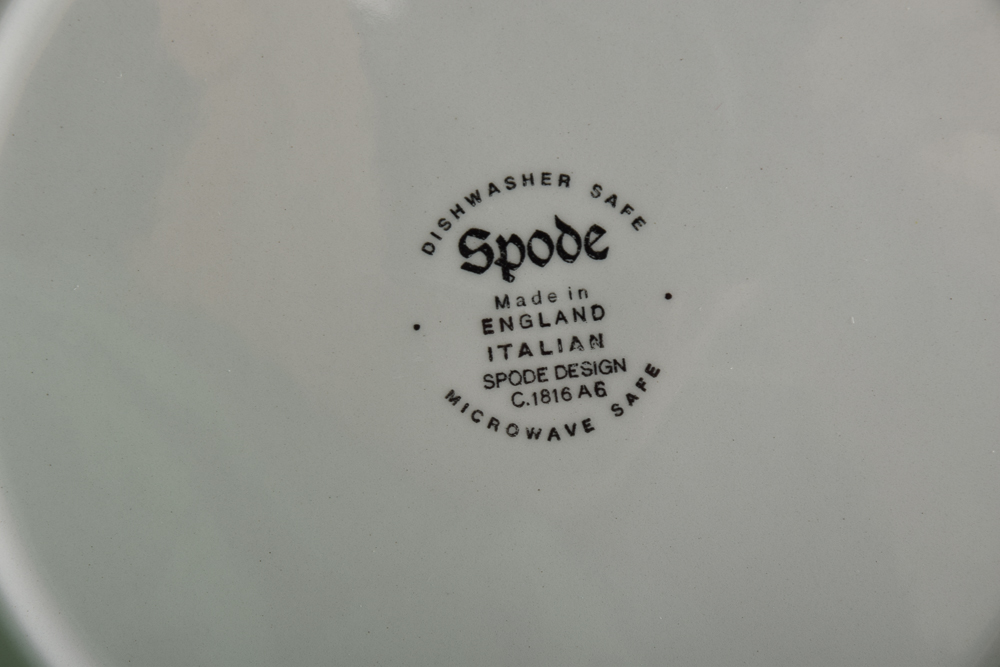 DISHWASHER SAFE
Spode
Made in
ENGLAND
ITALIAN
SPODE DESIGN
C.1816 A6
MICROWAVE SAFE